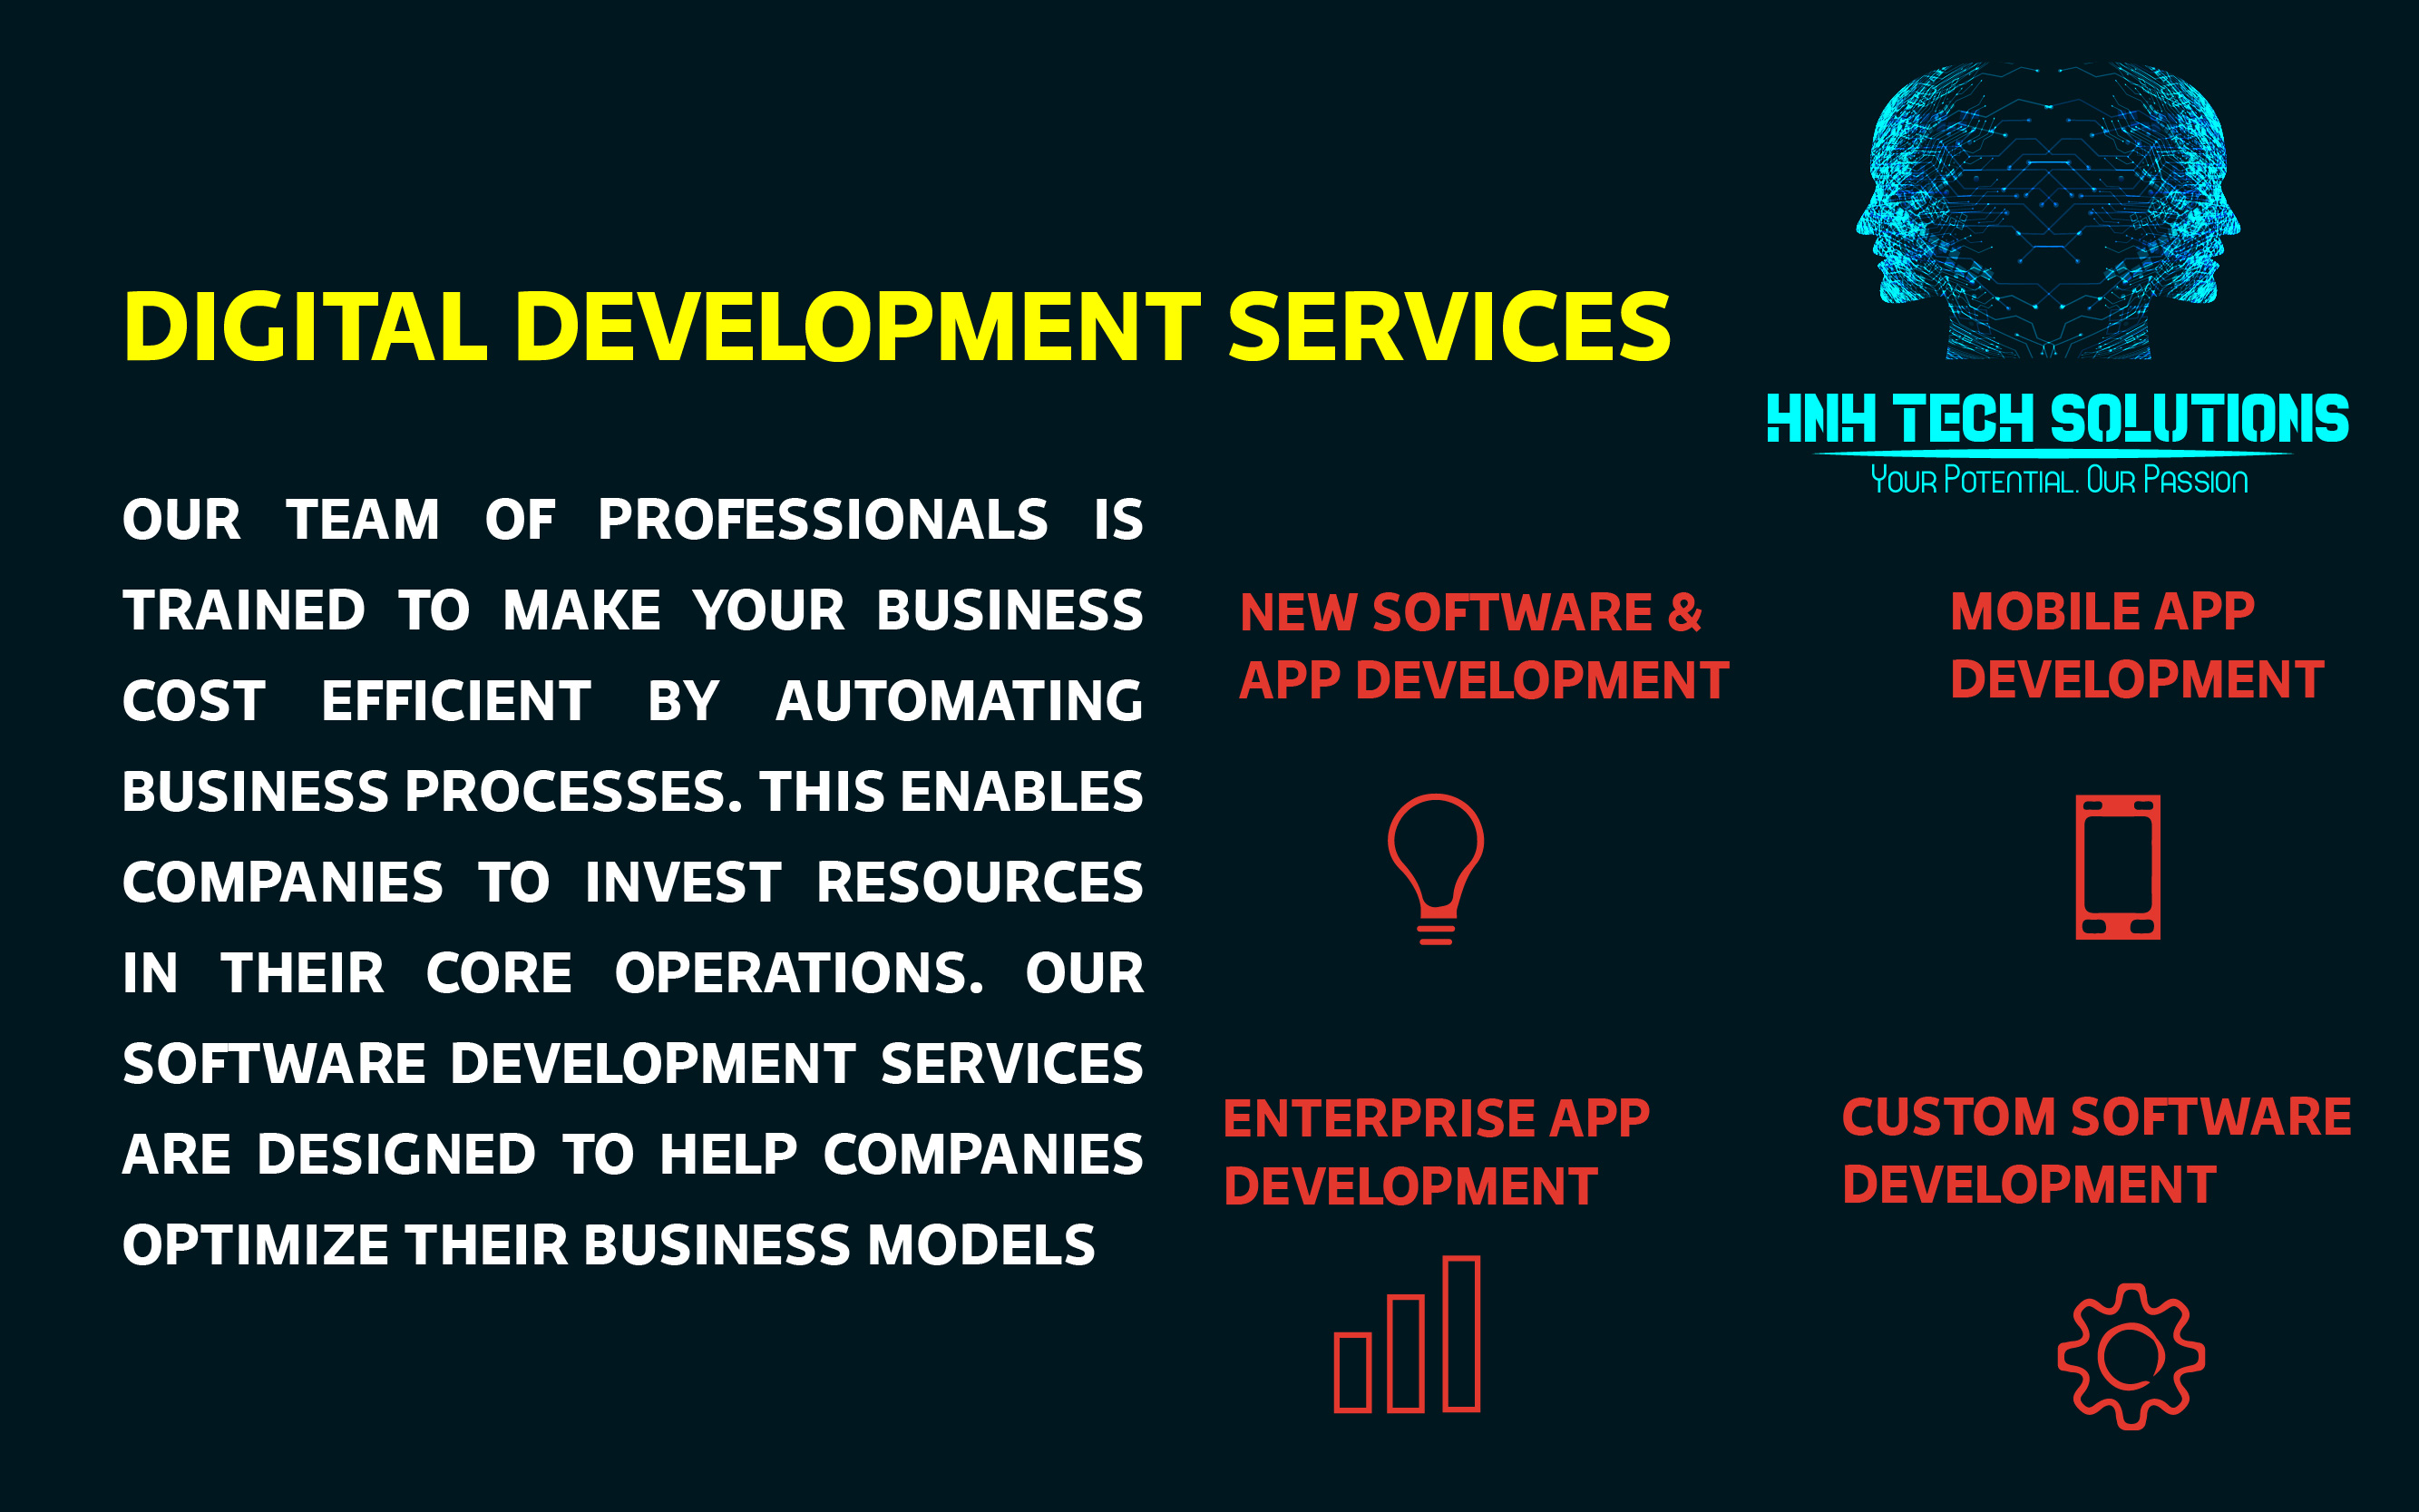 DIGITAL DEVELOPMENT SERVICES
HNH TECH SOLUTIONS
Your Potential. Our Passion
OUR TEAM OF PROFESSIONALS IS
TRAINED TO MAKE YOUR BUSINESS
COST EFFICIENT BY AUTOMATING
BUSINESS PROCESSES. THIS ENABLES
COMPANIES TO INVEST RESOURCES
IN THEIR CORE OPERATIONS. OUR
SOFTWARE DEVELOPMENT SERVICES
ARE DESIGNED TO HELP COMPANIES
OPTIMIZE THEIR BUSINESS MODELS
NEW SOFTWARE &
APP DEVELOPMENT
MOBILE APP
DEVELOPMENT
ENTERPRISE APP
DEVELOPMENT
CUSTOM SOFTWARE
DEVELOPMENT